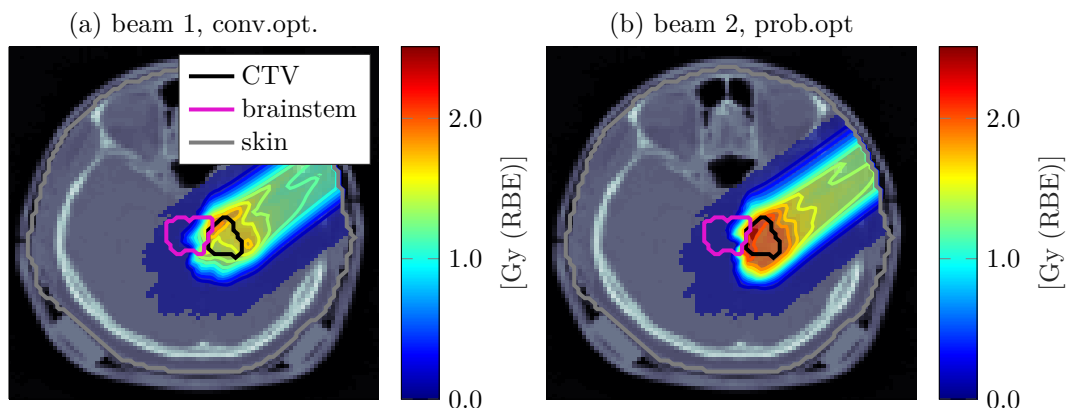 (a) beam 1, conv.opt.
CTV
brainstem
skin
2.0
1.0
0.0
[Gy (RBE)]
(b) beam 2, prob.opt
2.0
1.0
0.0
[Gy (RBE)]